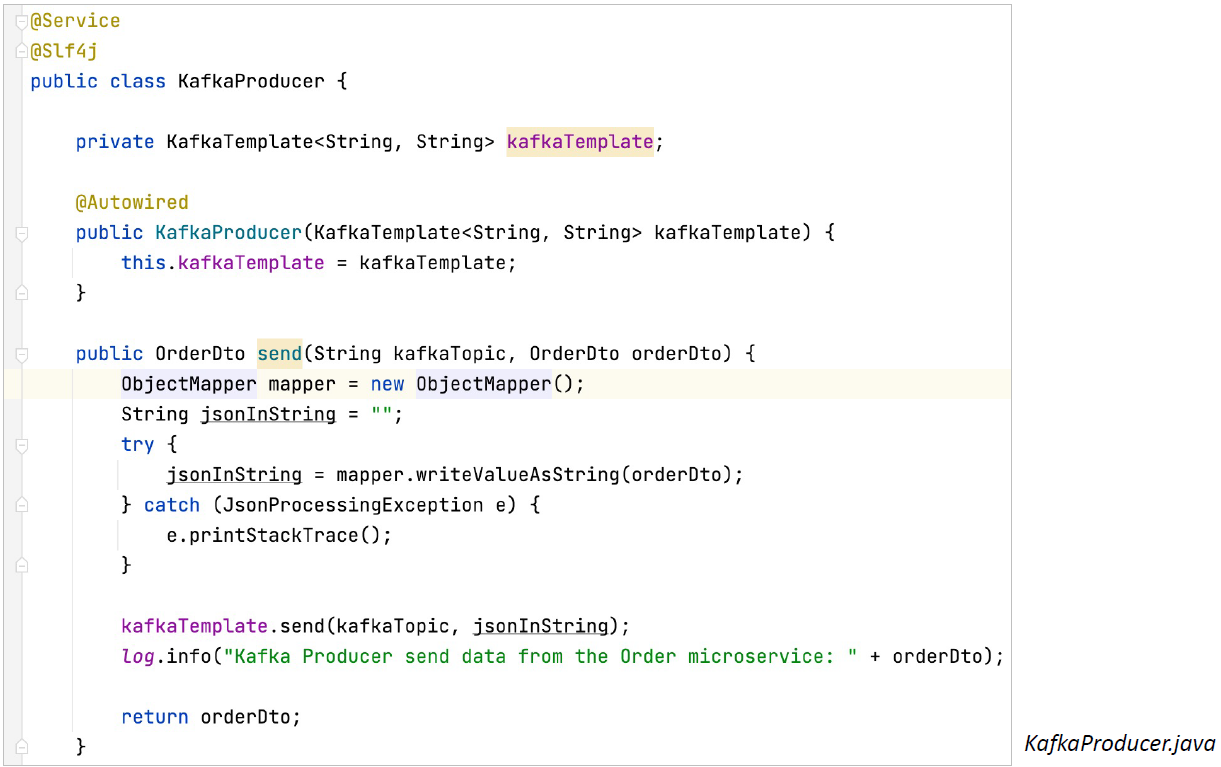 @Service
@Slf4j
public class KafkaProducer {
private KafkaTemplate<String, String> kafkaTemplate;
@Autowired
public KafkaProducer(KafkaTemplate<String, String> kafkaTemplate) {
this.kafkaTemplate = kafkaTemplate;
}
public OrderDto send(String kafkaTopic, OrderDto orderDto) {
ObjectMapper mapper = new ObjectMapper();
String jsonInString = "";
try {
jsonInString = mapper.writeValueAsString(orderDto);
} catch (JsonProcessingException e) {
e.printStackTrace();
}
kafkaTemplate.send(kafkaTopic, jsonInString);
log.info("Kafka Producer send data from the Order microservice: " + orderDto);
return orderDto;
}
KafkaProducer.java